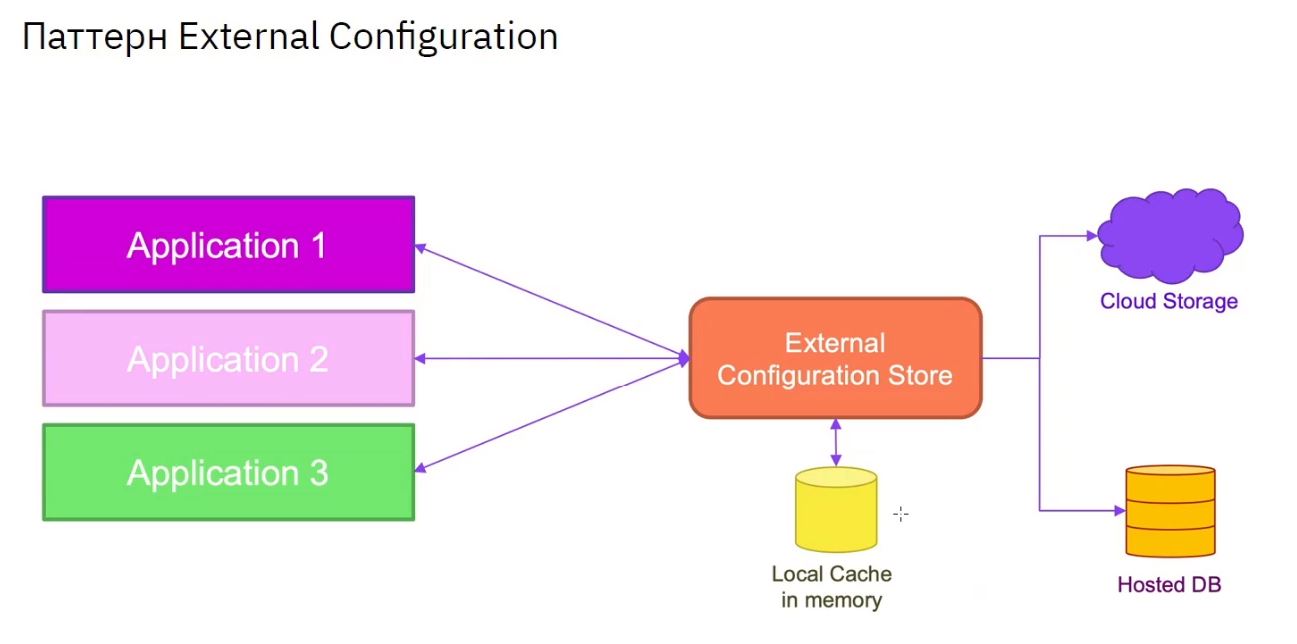 Паттерн External Configuration
Application 1
Application 2
Application 3
External
Configuration Store
Local Cache
in memory
Cloud Storage
Hosted DB